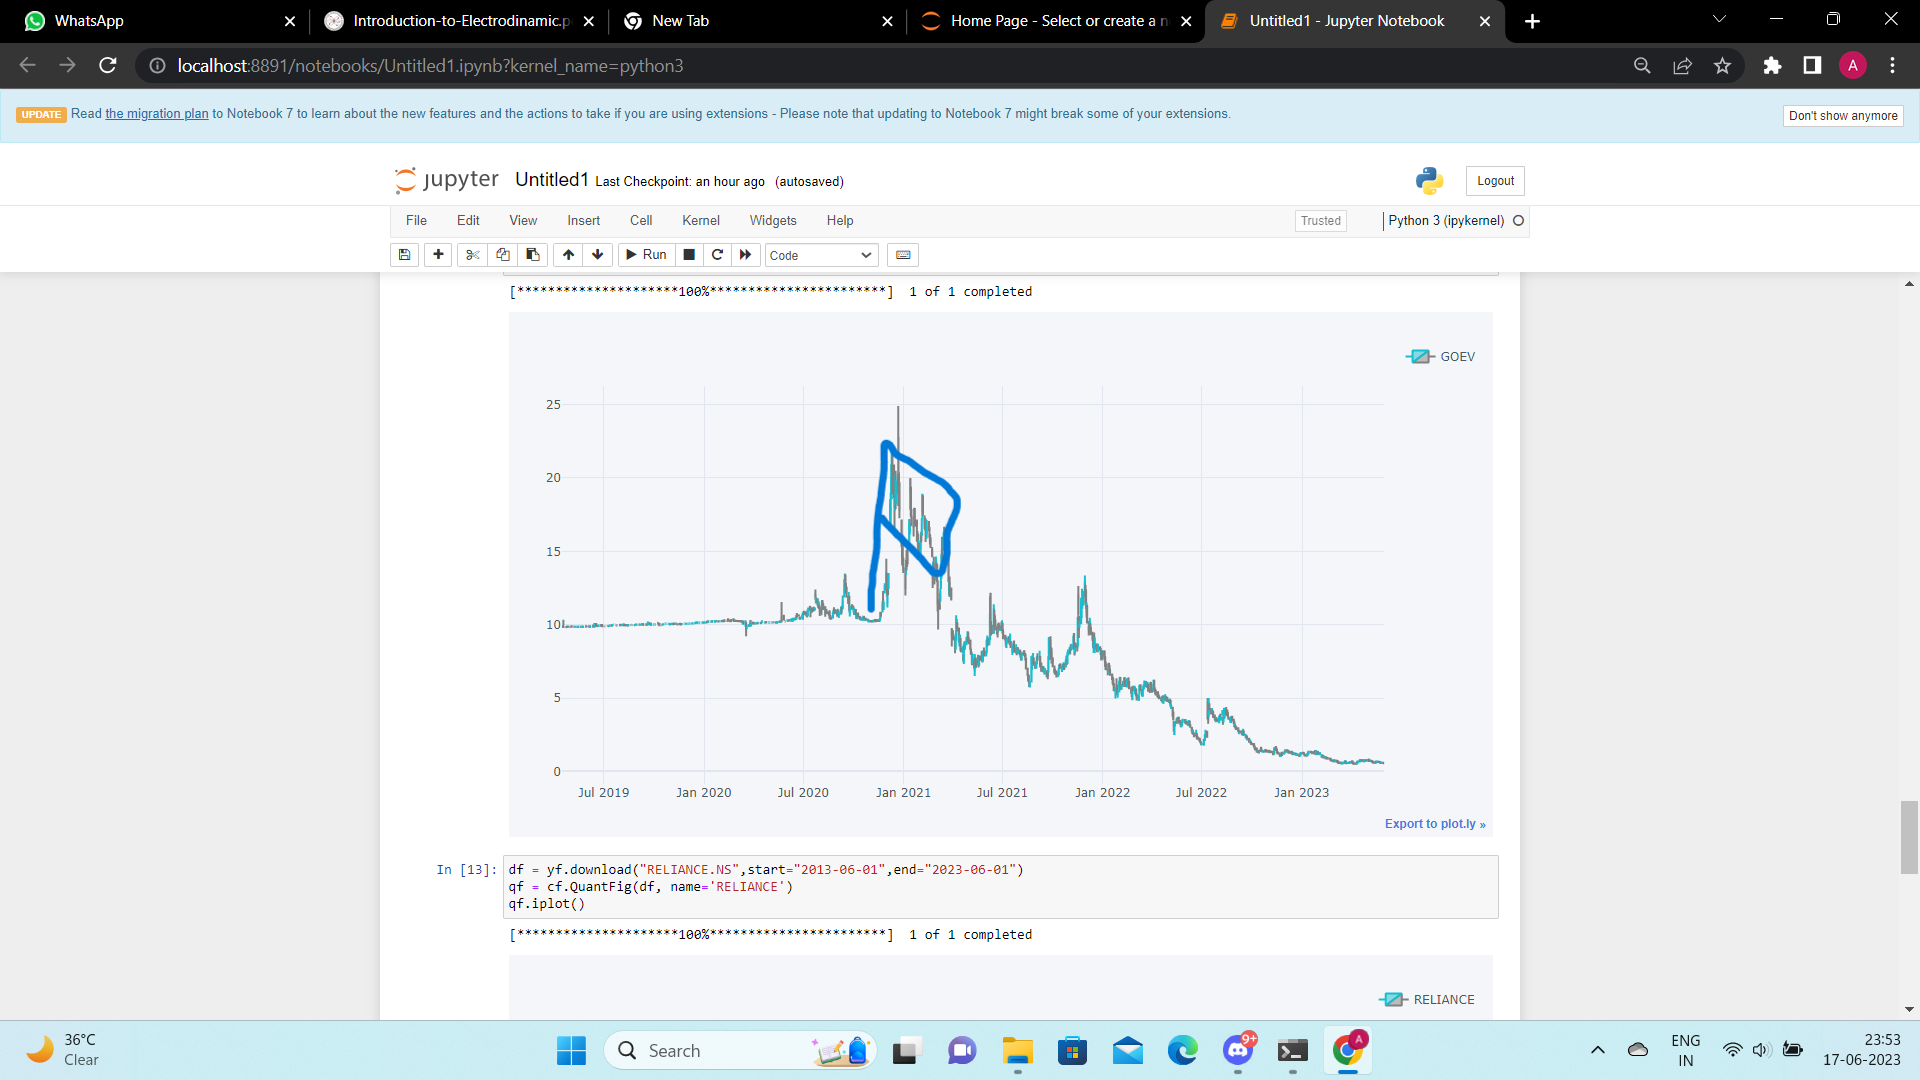 WhatsApp
Introduction-to-Electrodinamic.p
New Tab
Home Page - Select or create a n
Untitled1 - Jupyter Notebook
localhost:8891/notebooks/Untitled1.ipynb?kernel_name=python3
A
UPDATE Read the migration plan to Notebook 7 to learn about the new features and the actions to take if you are using extensions - Please note that updating to Notebook 7 might break some of your extensions.
Don't show anymore
jupyter Untitled1 Last Checkpoint: an hour ago (autosaved)
Logout
File Edit View Insert Cell Kernel Widgets Help
Trusted
Python 3 (ipykernel)
Run
Code
[*********************100%***********************] 1 of 1 completed
GOEV
25
20
15
10
5
0
Jul 2019 Jan 2020 Jul 2020 Jan 2021 Jul 2021 Jan 2022 Jul 2022 Jan 2023
Export to plot.ly »
In [13]: df = yf.download("RELIANCE.NS",start="2013-06-01",end="2023-06-01")
qf = cf.QuantFig(df, name='RELIANCE')
qf.iplot()
[*********************100%***********************] 1 of 1 completed
RELIANCE
36°C
Clear
Search
9+
A
ENG
IN
23:53
17-06-2023